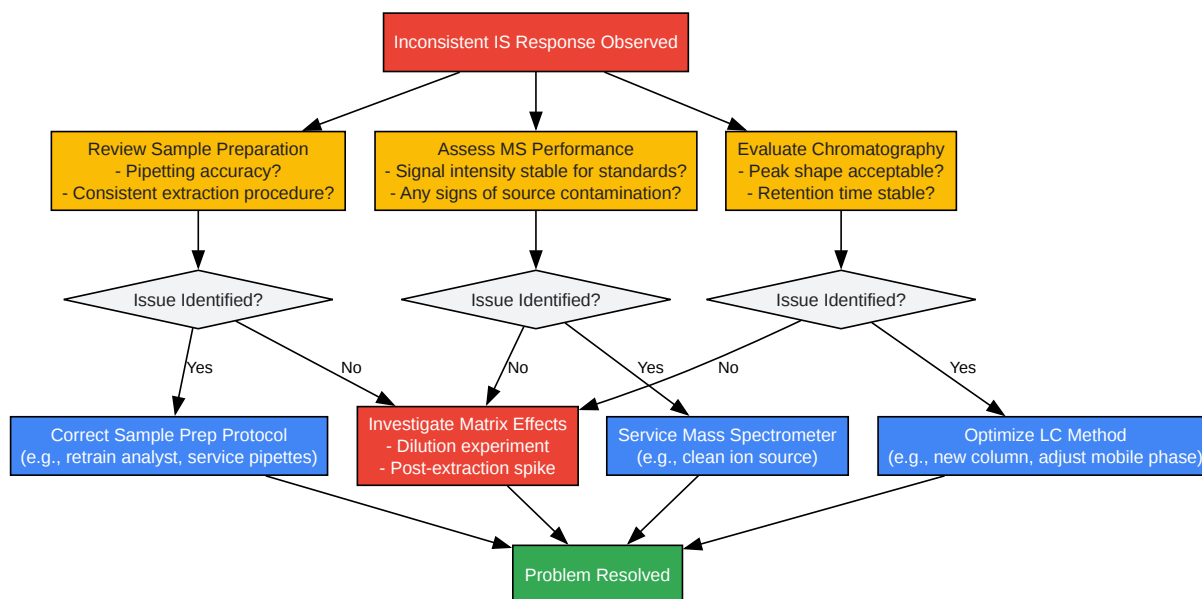 Inconsistent IS Response Observed
Review Sample Preparation
- Pipetting accuracy?
- Consistent extraction procedure?
Assess MS Performance
- Signal intensity stable for standards?
- Any signs of source contamination?
Evaluate Chromatography
- Peak shape acceptable?
- Retention time stable?
Issue Identified?
Issue Identified?
Issue Identified?
Yes
No
No
Yes
No
Yes
Correct Sample Prep Protocol
(e.g., retrain analyst, service pipettes)
Investigate Matrix Effects
- Dilution experiment
- Post-extraction spike
Service Mass Spectrometer
(e.g., clean ion source)
Optimize LC Method
(e.g., new column, adjust mobile phase)
Problem Resolved